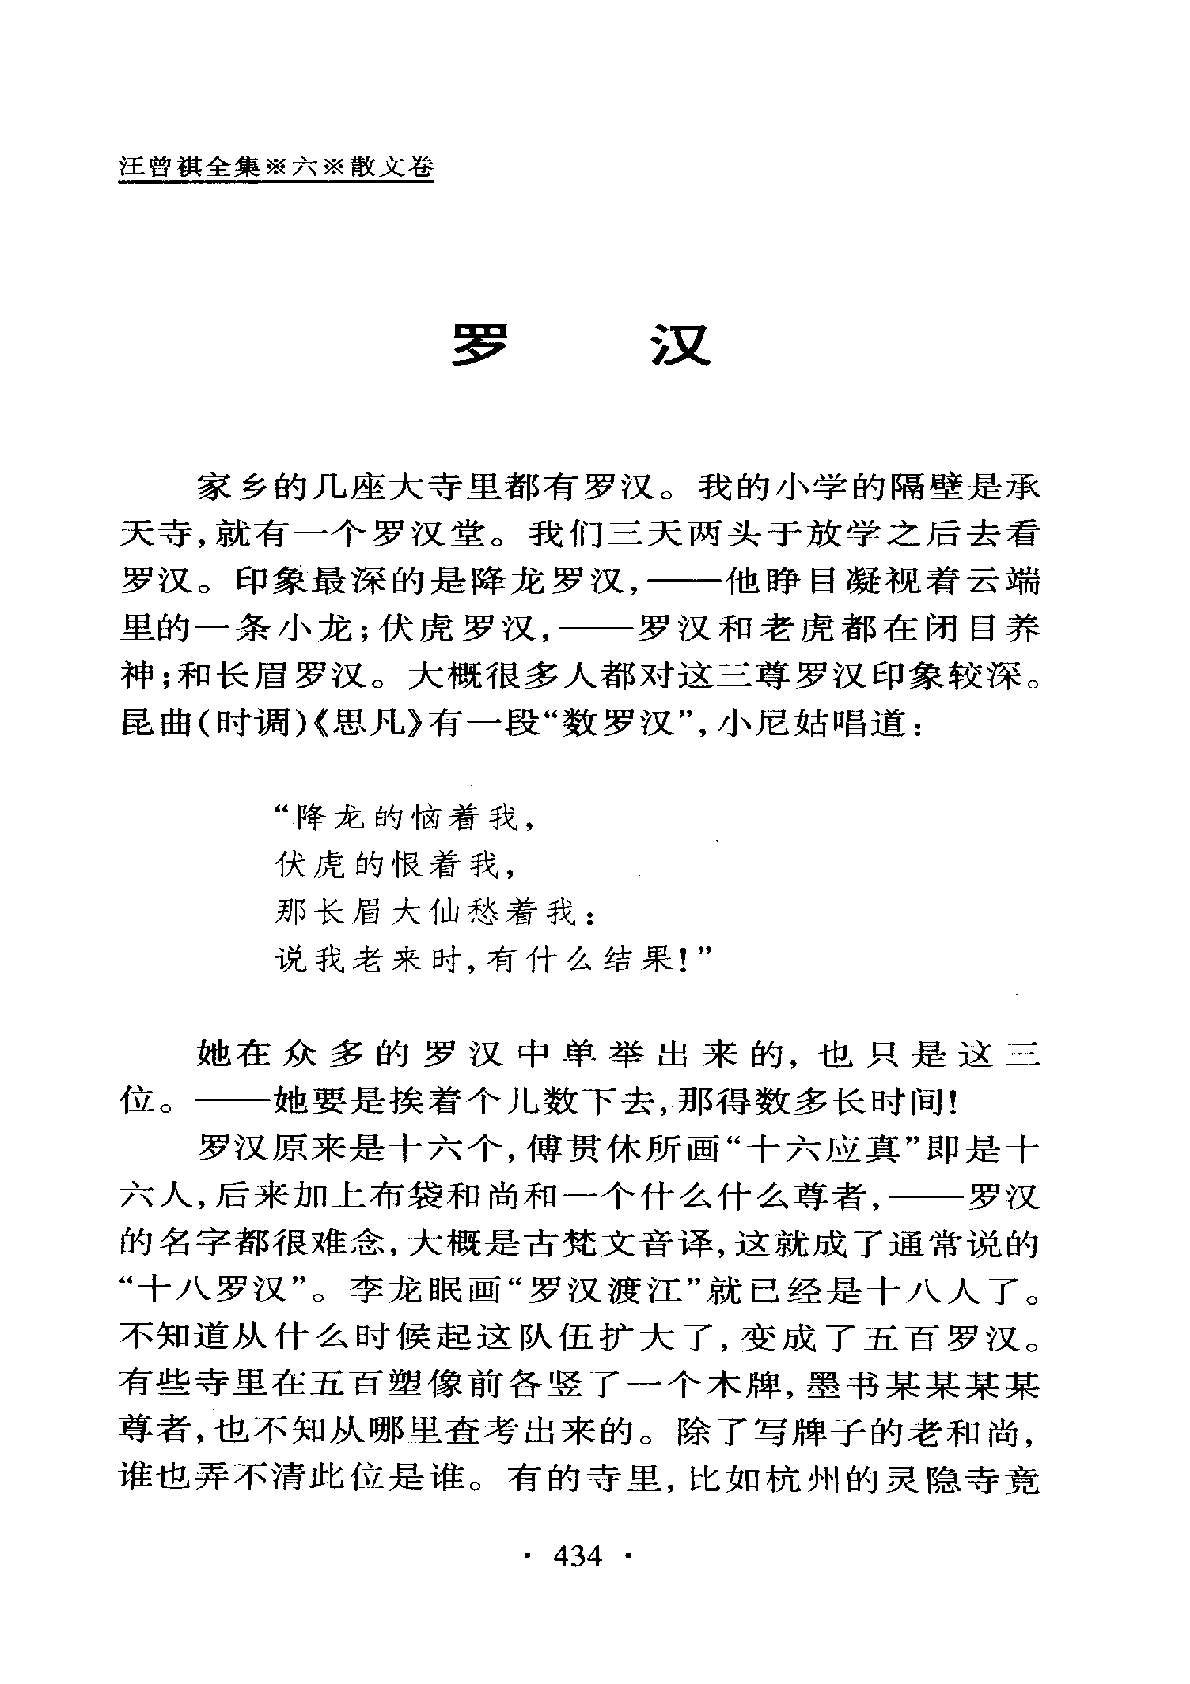 汪曾祺全集※六※散文卷
罗 汉
家乡的几座大寺里都有罗汉。我的小学的隔壁是承
天寺,就有一个罗汉堂。我们三天两头于放学之后去看
罗汉。印象最深的是降龙罗汉,——他睁目凝视着云端
里的一条小龙;伏虎罗汉,——罗汉和老虎都在闭目养
神;和长眉罗汉。大概很多人都对这三尊罗汉印象较深。
昆曲(时调)《思凡》有一段“数罗汉”,小尼姑唱道:
“降龙的恼着我,
伏虎的恨着我,
那长眉大仙愁着我:
说我老来时,有什么结果!”
她在众多的罗汉中单举出来的,也只是这三
位。——她要是挨着个儿数下去,那得数多长时间!
罗汉原来是十六个,傅贯休所画“十六应真”即是十
六人,后来加上布袋和尚和一个什么什么尊者,——罗汉
的名字都很难念,大概是古梵文音译,这就成了通常说的
“十八罗汉”。李龙眠画“罗汉渡江”就已经是十八人了。
不知道从什么时候起这队伍扩大了,变成了五百罗汉。
有些寺里在五百塑像前各竖了一个木牌,墨书某某某某
尊者,也不知从哪里查考出来的。除了写牌子的老和尚,
谁也弄不清此位是谁。有的寺里,比如杭州的灵隐寺竟
· 434 ·